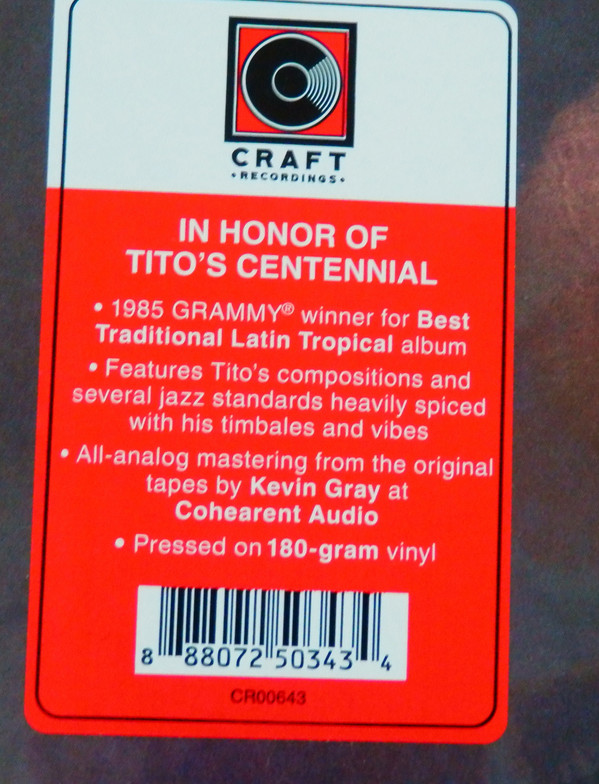 CRAFT
•RECORDINGS•
IN HONOR OF
TITO'S CENTENNIAL
• 1985 GRAMMY® winner for Best
Traditional Latin Tropical album
• Features Tito's compositions and
several jazz standards heavily spiced
with his timbales and vibes
• All-analog mastering from the original
tapes by Kevin Gray at
Cohearent Audio
• Pressed on 180-gram vinyl
8 88072 50343 4
CR00643